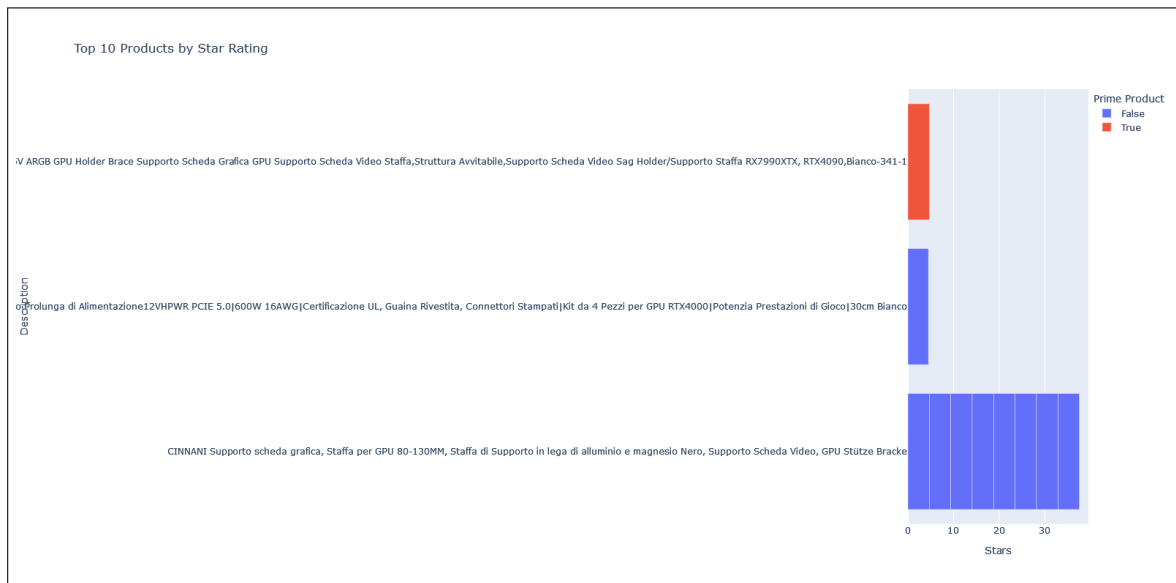 Top 10 Products by Star Rating
Prime Product
False
True
V ARGB GPU Holder Brace Supporto Scheda Grafica GPU Supporto Scheda Video Staffa,Struttura Avvitabile,Supporto Scheda Video Sag Holder/Supporto Staffa RX7990XTX, RTX4090,Bianco-341-1
Description
Prolunga di Alimentazione12VHPWR PCIE 5.0|600W 16AWG|Certificazione UL, Guaina Rivestita, Connettori Stampati|Kit da 4 Pezzi per GPU RTX4000|Potenzia Prestazioni di Gioco|30cm Bianco
CINNANI Supporto scheda grafica, Staffa per GPU 80-130MM, Staffa di Supporto in lega di alluminio e magnesio Nero, Supporto Scheda Video, GPU Stütze Bracke
0 10 20 30
Stars